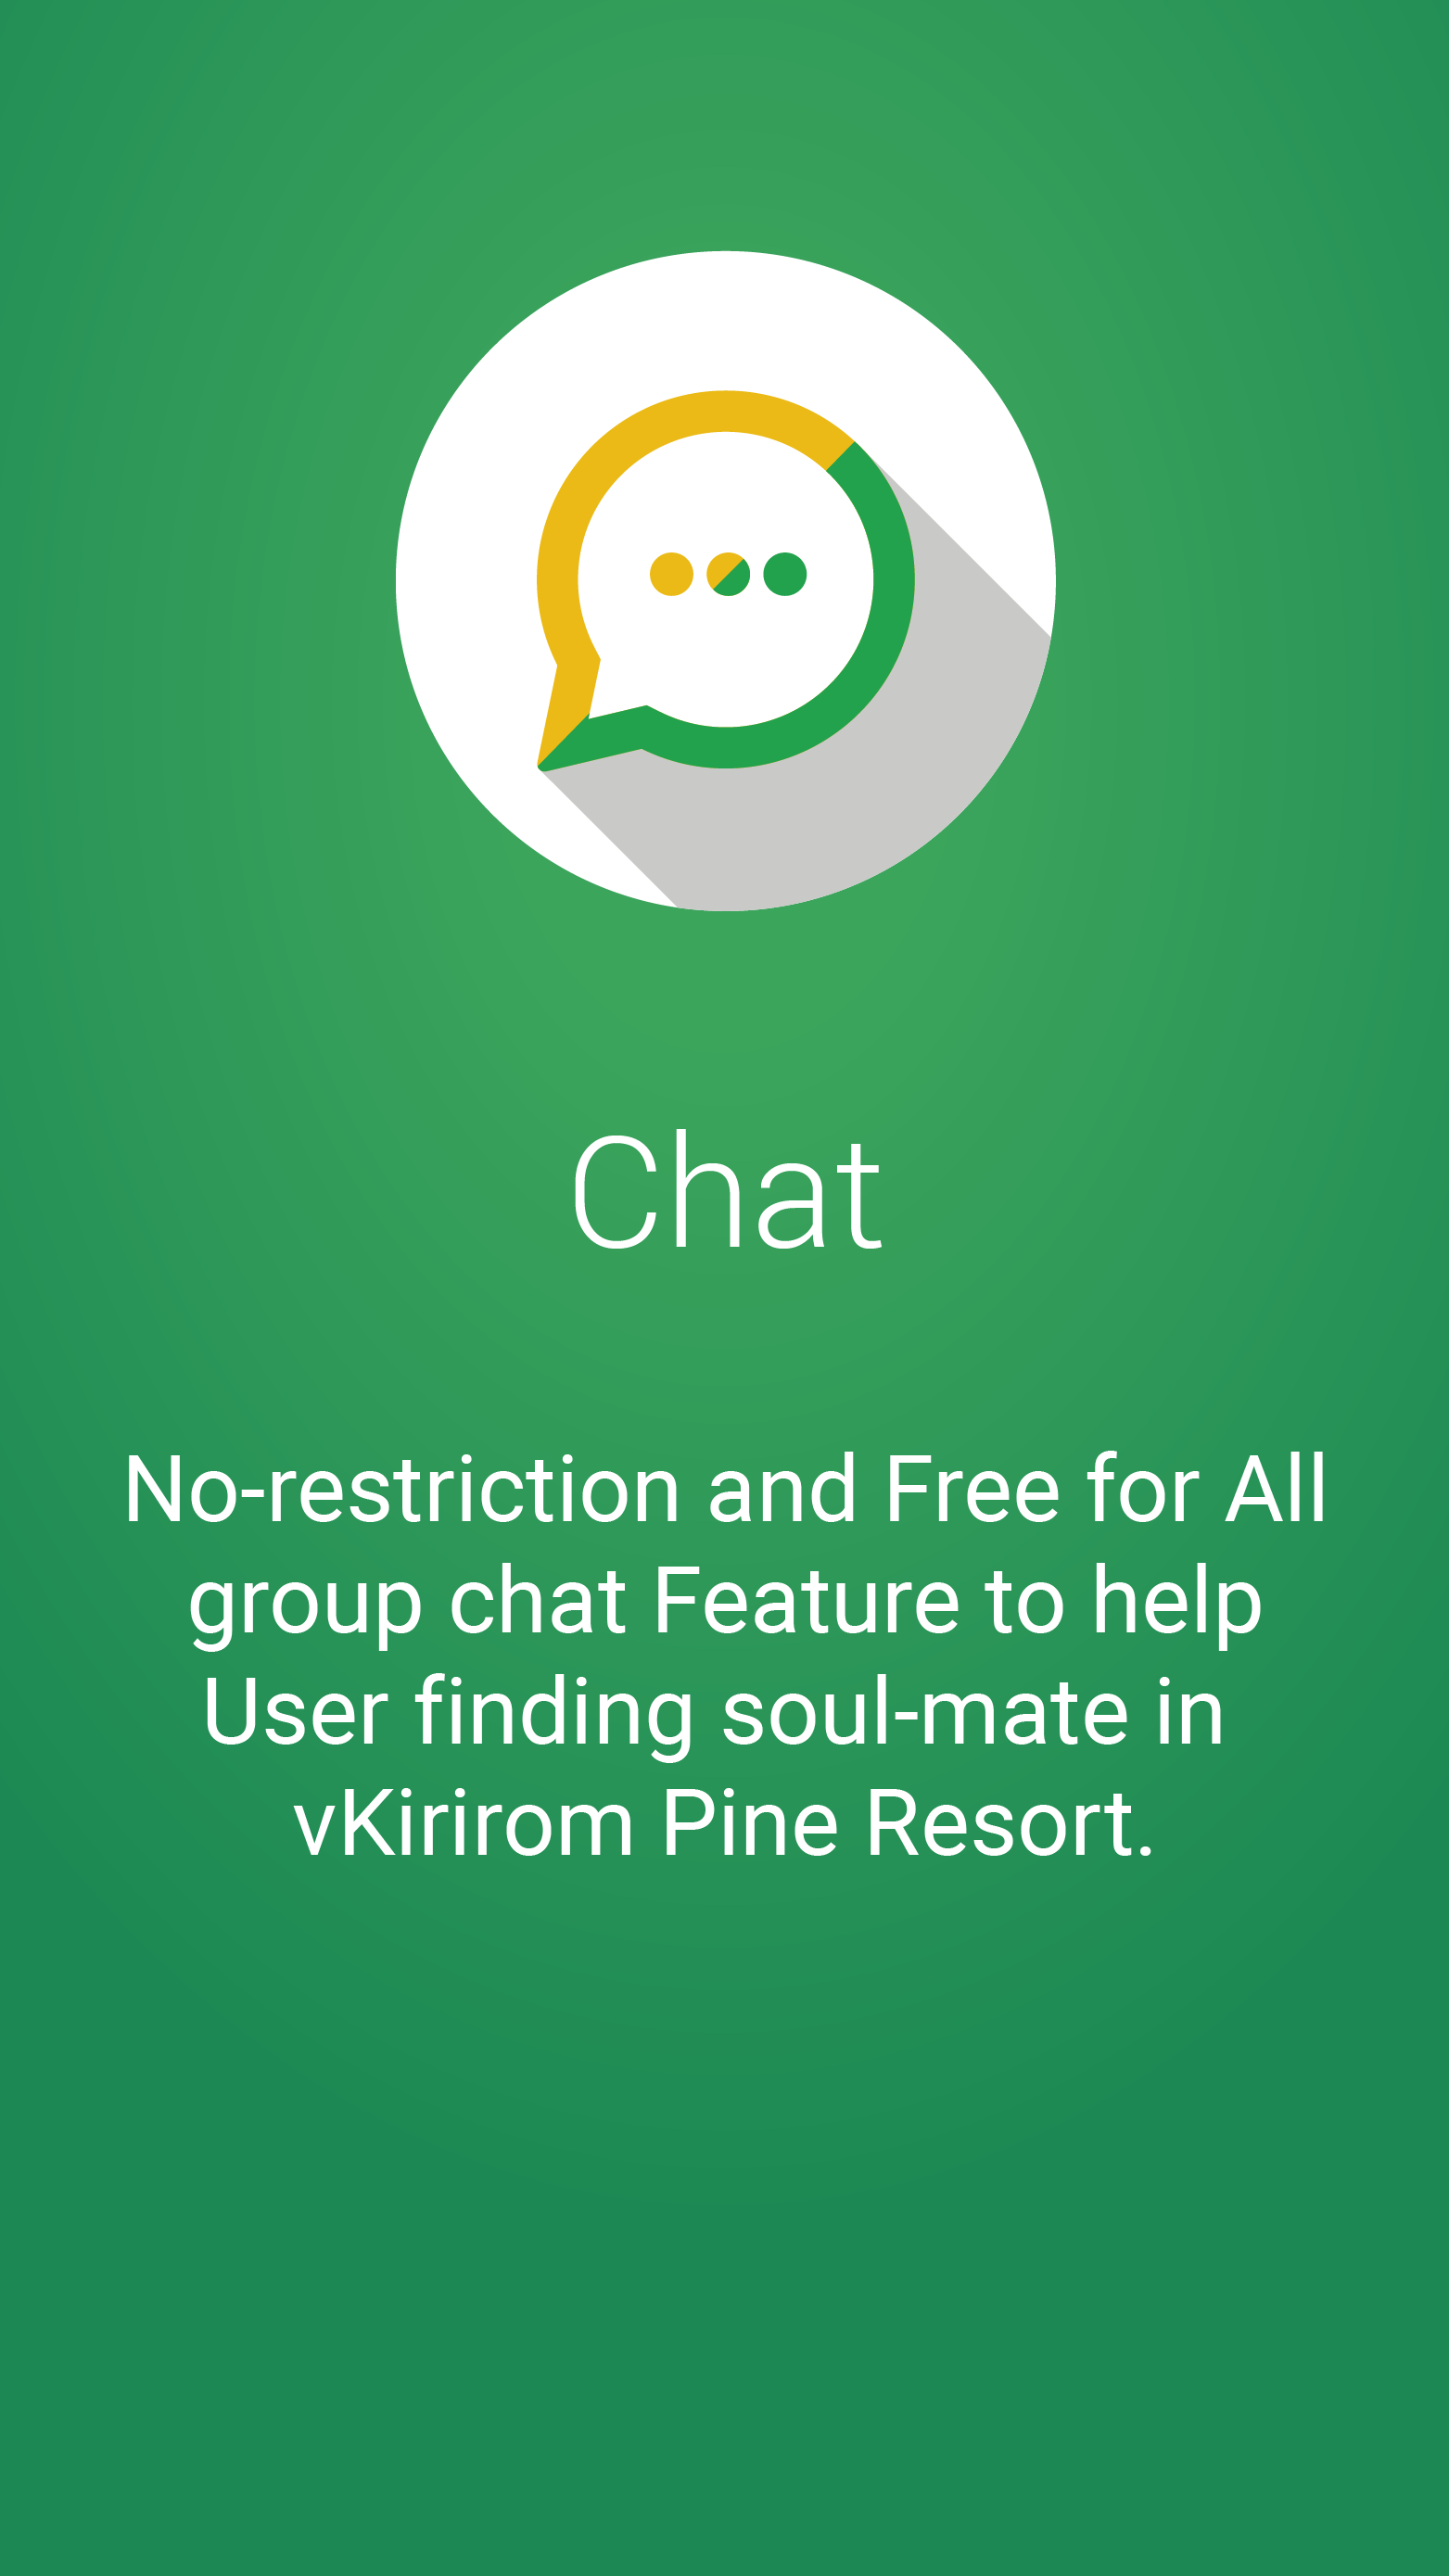 Chat
No-restriction and Free for All
group chat Feature to help
User finding soul-mate in
vKirirom Pine Resort.